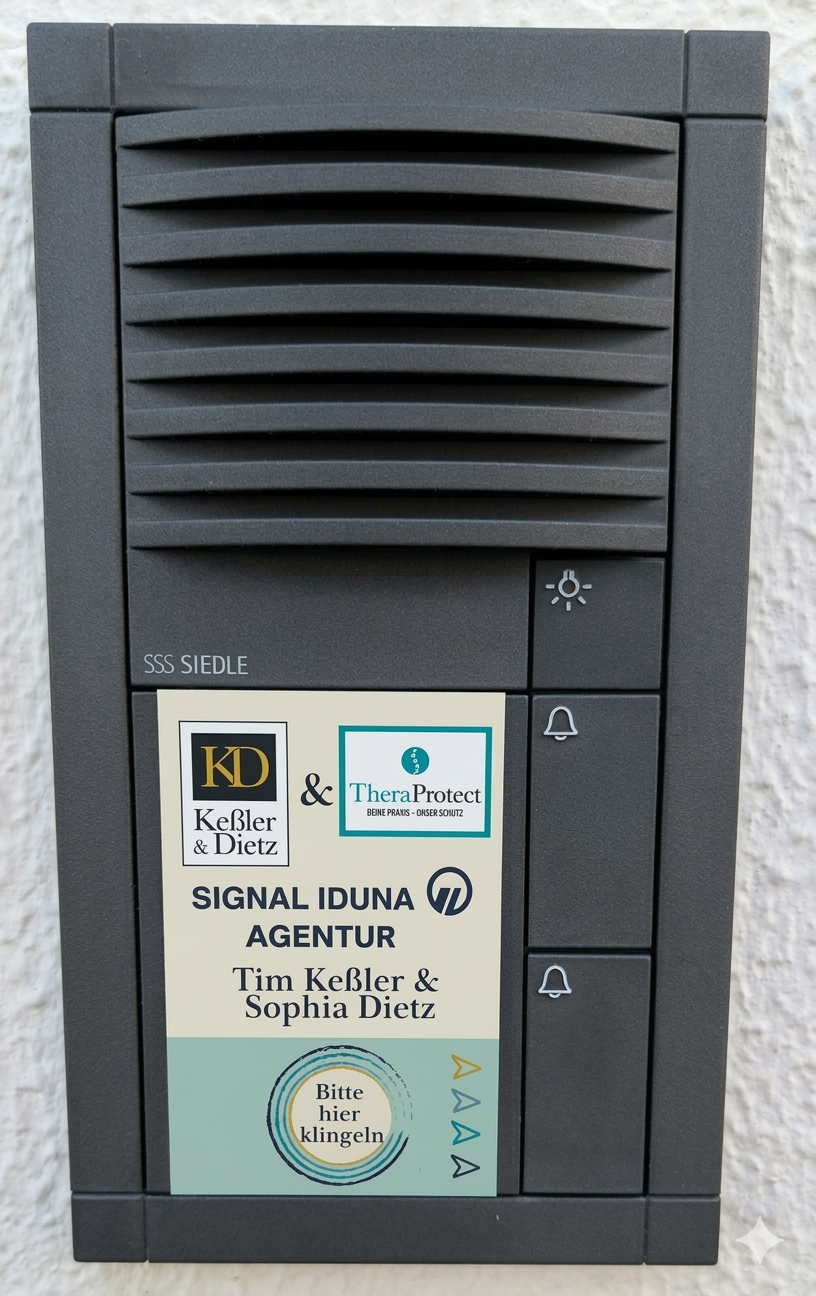 SSS SIEDLE
KD
Keßler
& Dietz
&
TheraProtect
BEINE PRAXIS - ONSER SCHUTZ
SIGNAL IDUNA
AGENTUR
Tim Keßler &
Sophia Dietz
Bitte
hier
klingeln